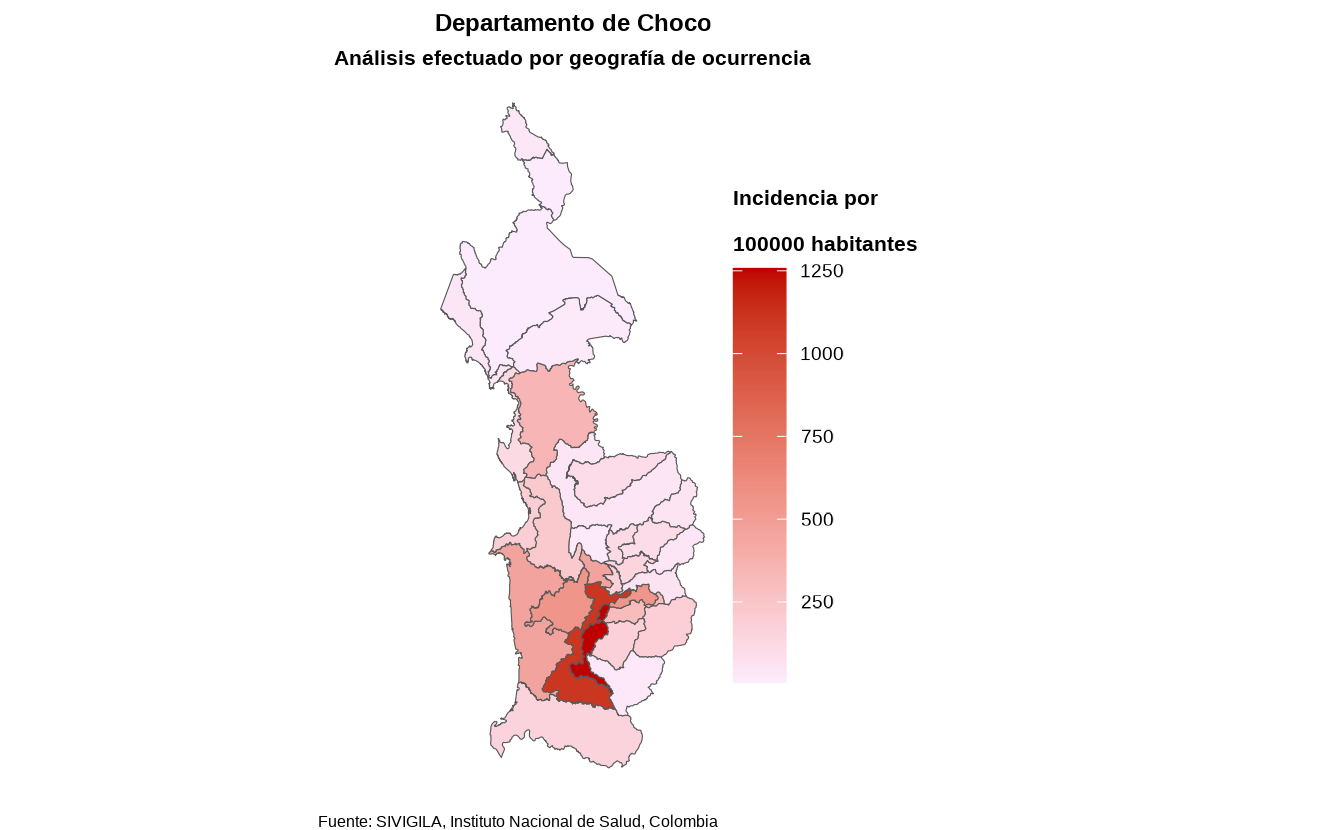 Departamento de Choco
Análisis efectuado por geografía de ocurrencia
Incidencia por
100000 habitantes
1250
1000
750
500
250
Fuente: SIVIGILA, Instituto Nacional de Salud, Colombia